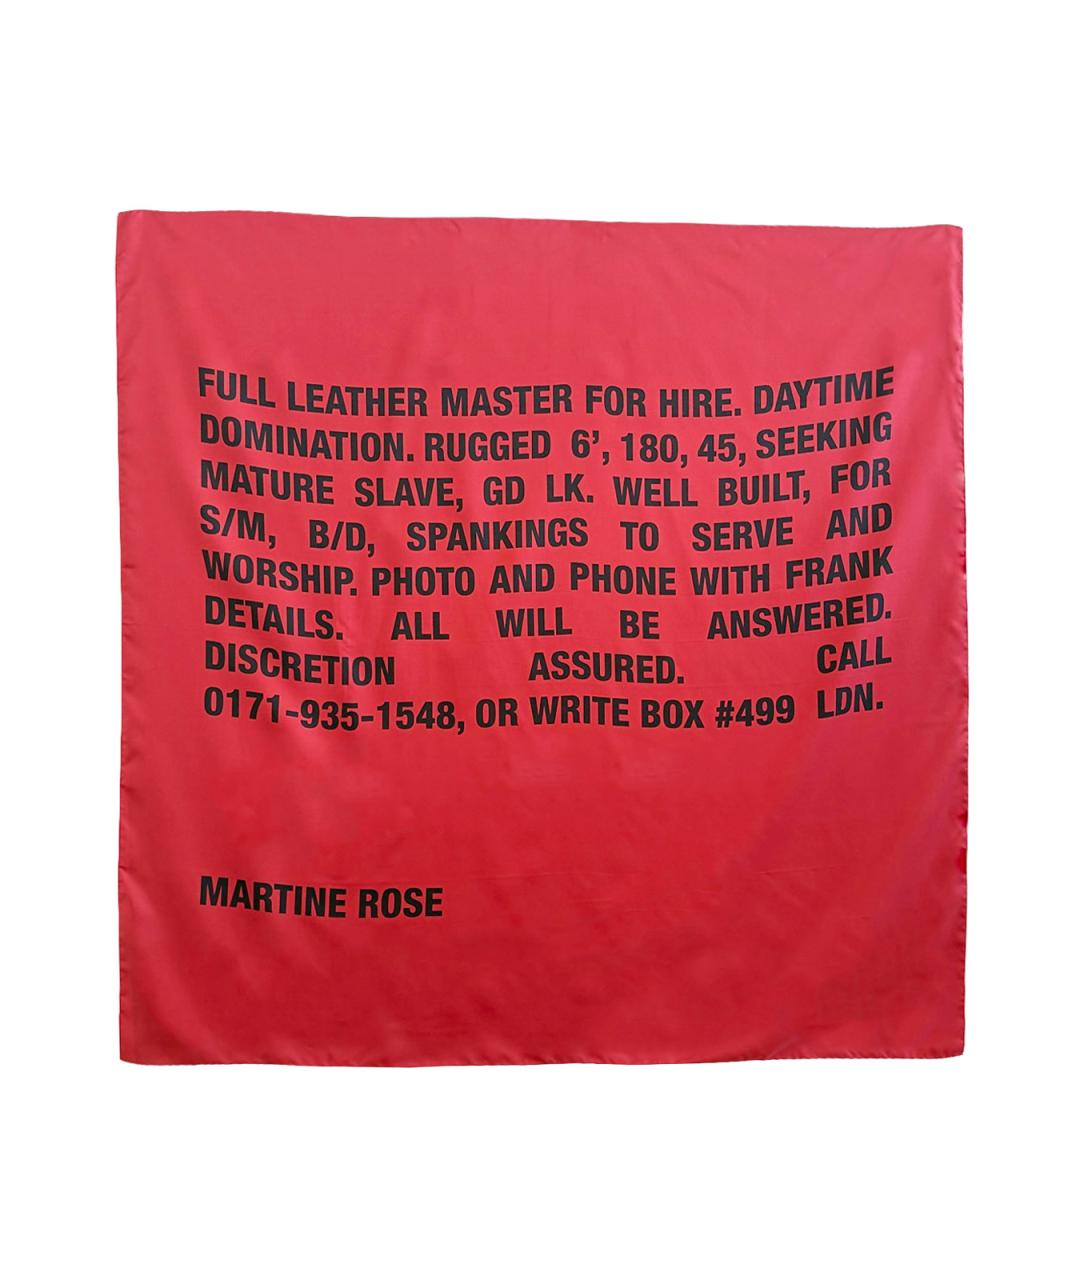 FULL LEATHER MASTER FOR HIRE. DAYTIME
DOMINATION. RUGGED 6', 180, 45, SEEKING
MATURE SLAVE, GD LK. WELL BUILT, FOR
S/M, B/D, SPANKINGS TO SERVE AND
WORSHIP. PHOTO AND PHONE WITH FRANK
DETAILS. ALL WILL BE ANSWERED.
DISCRETION ASSURED. CALL
0171-935-1548, OR WRITE BOX #499 LDN.
MARTINE ROSE